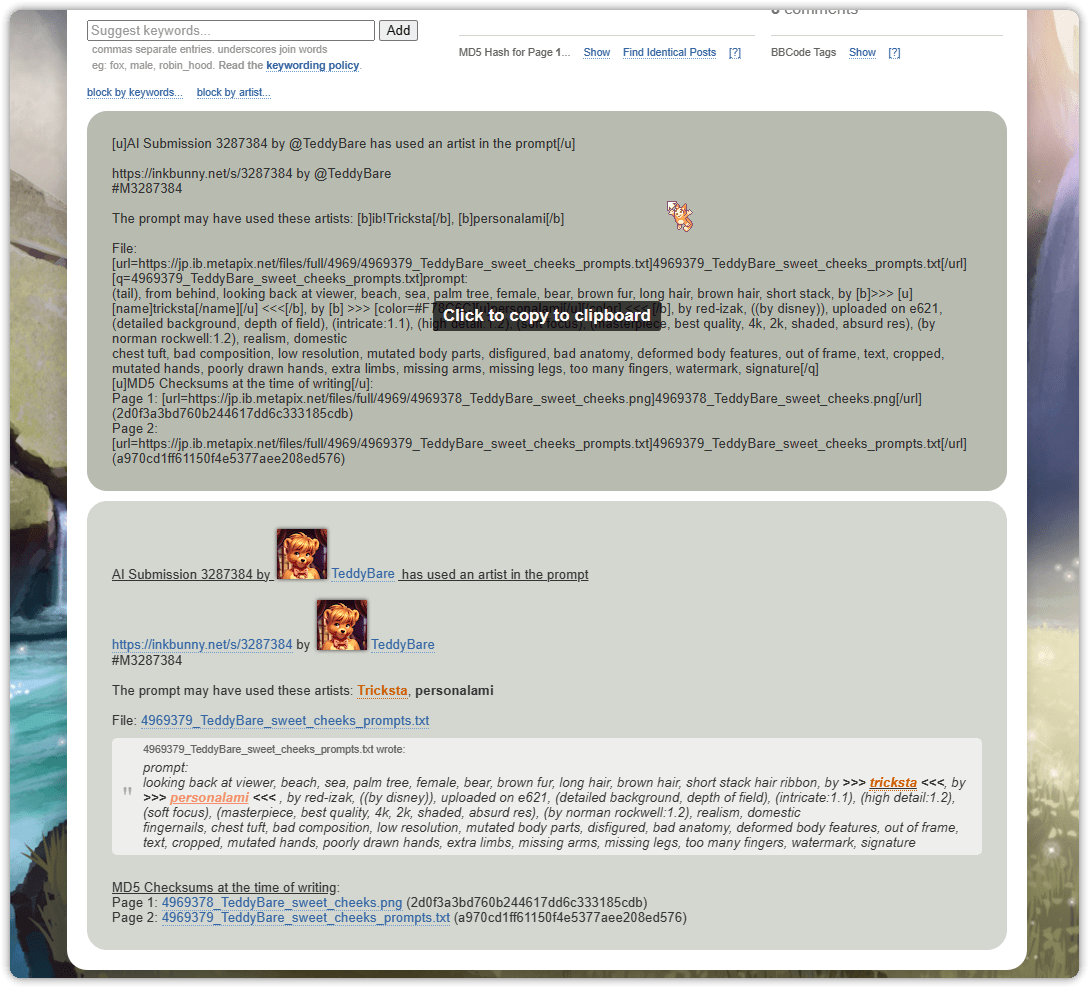 comments
Suggest keywords... Add
commas separate entries. underscores join words
eg: fox, male, robin_hood. Read the keywording policy.
MD5 Hash for Page 1... Show Find Identical Posts [?]
BBCode Tags Show [?]
block by keywords... block by artist...
[u]AI Submission 3287384 by @TeddyBare has used an artist in the prompt[/u]
https://inkbunny.net/s/3287384 by @TeddyBare
#M3287384
The prompt may have used these artists: [b]ib!Tricksta[/b], [b]personalami[/b]
File:
[url=https://jp.ib.metapix.net/files/full/4969/4969379_TeddyBare_sweet_cheeks_prompts.txt]4969379_TeddyBare_sweet_cheeks_prompts.txt[/url]
[q=4969379_TeddyBare_sweet_cheeks_prompts.txt]prompt:
(tail), from behind, looking back at viewer, beach, sea, palm tree, female, bear, brown fur, long hair, brown hair, short stack, by [b]>>> [u]
[name]tricksta[/name][/u] <<<[/b], by [b] >>> [color=#F78C6C][u]personalami[/u][/color] <<< [/b], by red-izak, ((by disney)), uploaded on e621,
(detailed background, depth of field), (intricate:1.1), (high detail:1.2), (soft focus), (masterpiece, best quality, 4k, 2k, shaded, absurd res), (by
norman rockwell:1.2), realism, domestic
chest tuft, bad composition, low resolution, mutated body parts, disfigured, bad anatomy, deformed body features, out of frame, text, cropped,
mutated hands, poorly drawn hands, extra limbs, missing arms, missing legs, too many fingers, watermark, signature[/q]
[u]MD5 Checksums at the time of writing[/u]:
Page 1: [url=https://jp.ib.metapix.net/files/full/4969/4969378_TeddyBare_sweet_cheeks.png]4969378_TeddyBare_sweet_cheeks.png[/url]
(2d0f3a3bd760b244617dd6c333185cdb)
Page 2:
[url=https://jp.ib.metapix.net/files/full/4969/4969379_TeddyBare_sweet_cheeks_prompts.txt]4969379_TeddyBare_sweet_cheeks_prompts.txt[/url]
(a970cd1ff61150f4e5377aee208ed576)
Click to copy to clipboard
AI Submission 3287384 by TeddyBare has used an artist in the prompt
https://inkbunny.net/s/3287384 by TeddyBare
#M3287384
The prompt may have used these artists: Tricksta, personalami
File: 4969379_TeddyBare_sweet_cheeks_prompts.txt
4969379_TeddyBare_sweet_cheeks_prompts.txt wrote:
prompt:
looking back at viewer, beach, sea, palm tree, female, bear, brown fur, long hair, brown hair, short stack hair ribbon, by >>> tricksta <<<, by
>>> personalami <<< , by red-izak, ((by disney)), uploaded on e621, (detailed background, depth of field), (intricate:1.1), (high detail:1.2),
(soft focus), (masterpiece, best quality, 4k, 2k, shaded, absurd res), (by norman rockwell:1.2), realism, domestic
fingernails, chest tuft, bad composition, low resolution, mutated body parts, disfigured, bad anatomy, deformed body features, out of frame,
text, cropped, mutated hands, poorly drawn hands, extra limbs, missing arms, missing legs, too many fingers, watermark, signature
MD5 Checksums at the time of writing:
Page 1: 4969378_TeddyBare_sweet_cheeks.png (2d0f3a3bd760b244617dd6c333185cdb)
Page 2: 4969379_TeddyBare_sweet_cheeks_prompts.txt (a970cd1ff61150f4e5377aee208ed576)